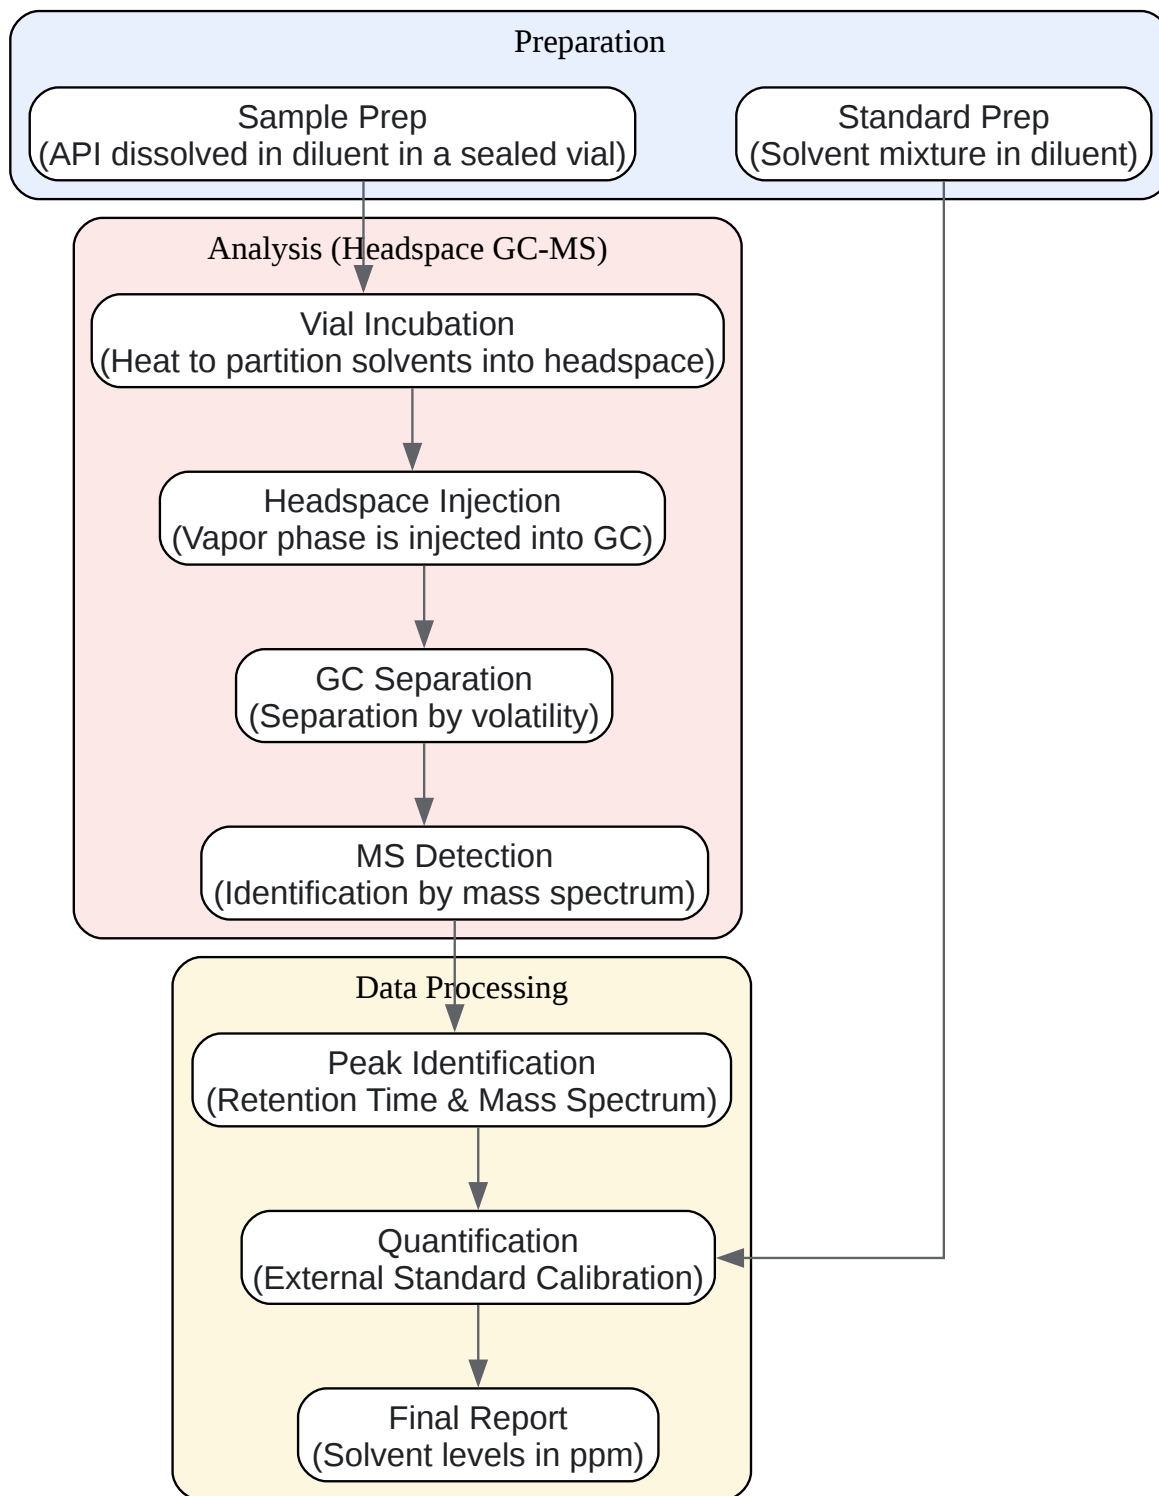 Preparation
Sample Prep
(API dissolved in diluent in a sealed vial)
Standard Prep
(Solvent mixture in diluent)
Analysis (Headspace GC-MS)
Vial Incubation
(Heat to partition solvents into headspace)
Headspace Injection
(Vapor phase is injected into GC)
GC Separation
(Separation by volatility)
MS Detection
(Identification by mass spectrum)
Data Processing
Peak Identification
(Retention Time & Mass Spectrum)
Quantification
(External Standard Calibration)
Final Report
(Solvent levels in ppm)